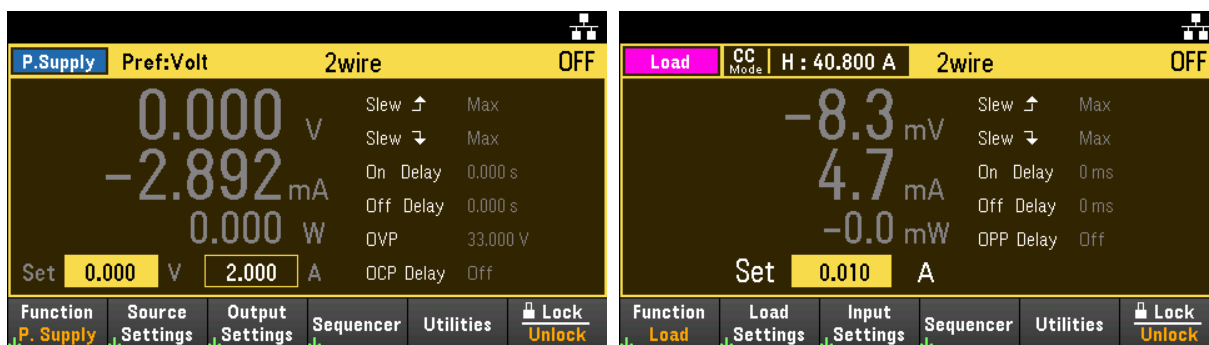 P.Supply Pref:Volt 2wire OFF
0.000 V
-2.892 mA
0.000 W
Slew Max
Slew Max
On Delay 0.000 s
Off Delay 0.000 s
OVP 33.000 V
OCP Delay Off
Set 0.000 V 2.000 A
Function P. Supply
Source Settings
Output Settings
Sequencer
Utilities
Lock Unlock
Load CC Mode H : 40.800 A 2wire OFF
-8.3 mV
4.7 mA
-0.0 mW
Slew Max
Slew Max
On Delay 0 ms
Off Delay 0 ms
OPP Delay Off
Set 0.010 A
Function Load
Load Settings
Input Settings
Sequencer
Utilities
Lock Unlock